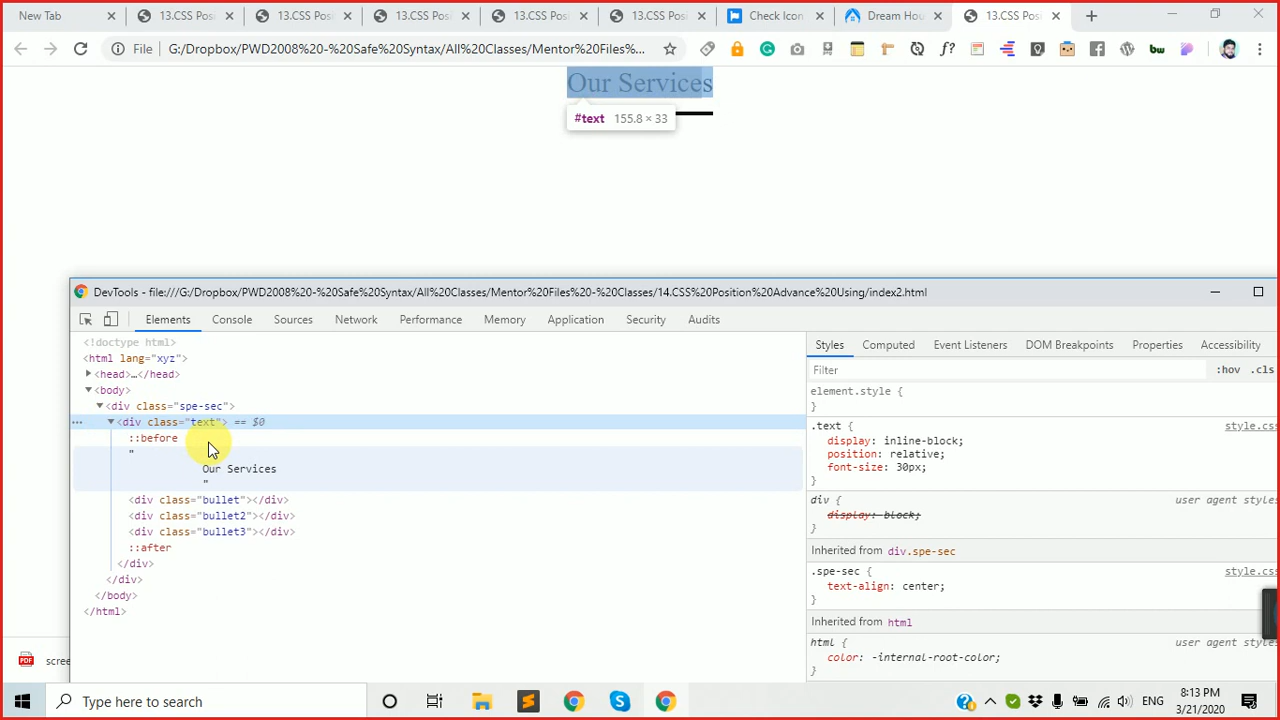 New Tab
13.CSS Pos
13.CSS Pos
13.CSS Pos
13.CSS Pos
13.CSS Pos
Check Icon
Dream Hou
13.CSS Pos
File
G:/Dropbox/PWD2008%20-%20Safe%20Syntax/All%20Classes/Mentor%20Files%...
Our Services
#text 155.8 × 33
DevTools - file:///G:/Dropbox/PWD2008%20-%20Safe%20Syntax/All%20Classes/Mentor%20Files%20-%20Classes/14.CSS%20Position%20Advance%20Using/index2.html
Elements Console Sources Network Performance Memory Application Security Audits
<!doctype html>
<html lang="xyz">
<head>…</head>
<body>
<div class="spe-sec">
<div class="text"> == $0
::before
"
Our Services
"
<div class="bullet"></div>
<div class="bullet2"></div>
<div class="bullet3"></div>
::after
</div>
</div>
</body>
</html>
Styles Computed Event Listeners DOM Breakpoints Properties Accessibility
Filter :hov .cls
element.style {
}
.text { style.css
display: inline-block;
position: relative;
font-size: 30px;
}
div { user agent styles
display: block;
}
Inherited from div.spe-sec
.spe-sec { style.css
text-align: center;
}
Inherited from html
html { user agent styles
color: -internal-root-color;
}
PDF
scree
Type here to search
ENG
8:13 PM
3/21/2020